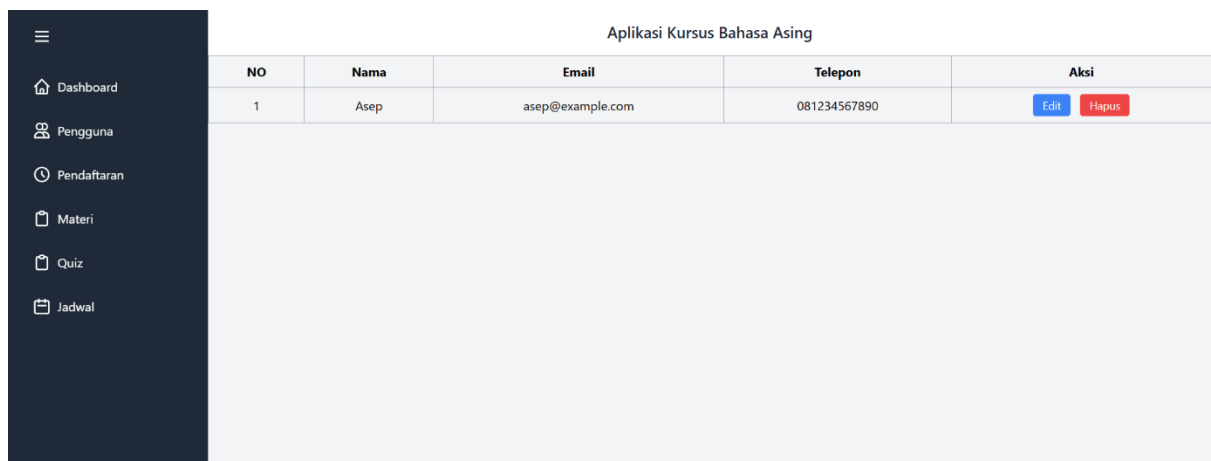 Aplikasi Kursus Bahasa Asing
Dashboard
Pengguna
Pendaftaran
Materi
Quiz
Jadwal
NO Nama Email Telepon Aksi
1 Asep asep@example.com 081234567890 Edit Hapus